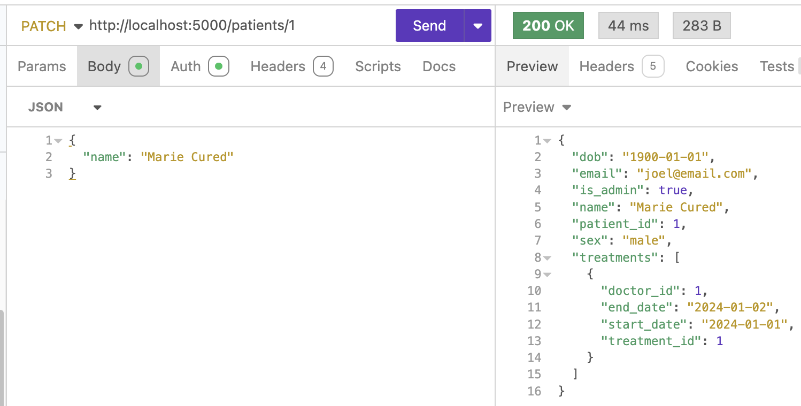 PATCH http://localhost:5000/patients/1 Send 200 OK 44 ms 283 B
Params Body Auth Headers 4 Scripts Docs Preview Headers 5 Cookies Tests
JSON Preview
1 {
2 "name": "Marie Cured"
3 }
1 {
2 "dob": "1900-01-01",
3 "email": "joel@email.com",
4 "is_admin": true,
5 "name": "Marie Cured",
6 "patient_id": 1,
7 "sex": "male",
8 "treatments": [
9 {
10 "doctor_id": 1,
11 "end_date": "2024-01-02",
12 "start_date": "2024-01-01",
13 "treatment_id": 1
14 }
15 ]
16 }